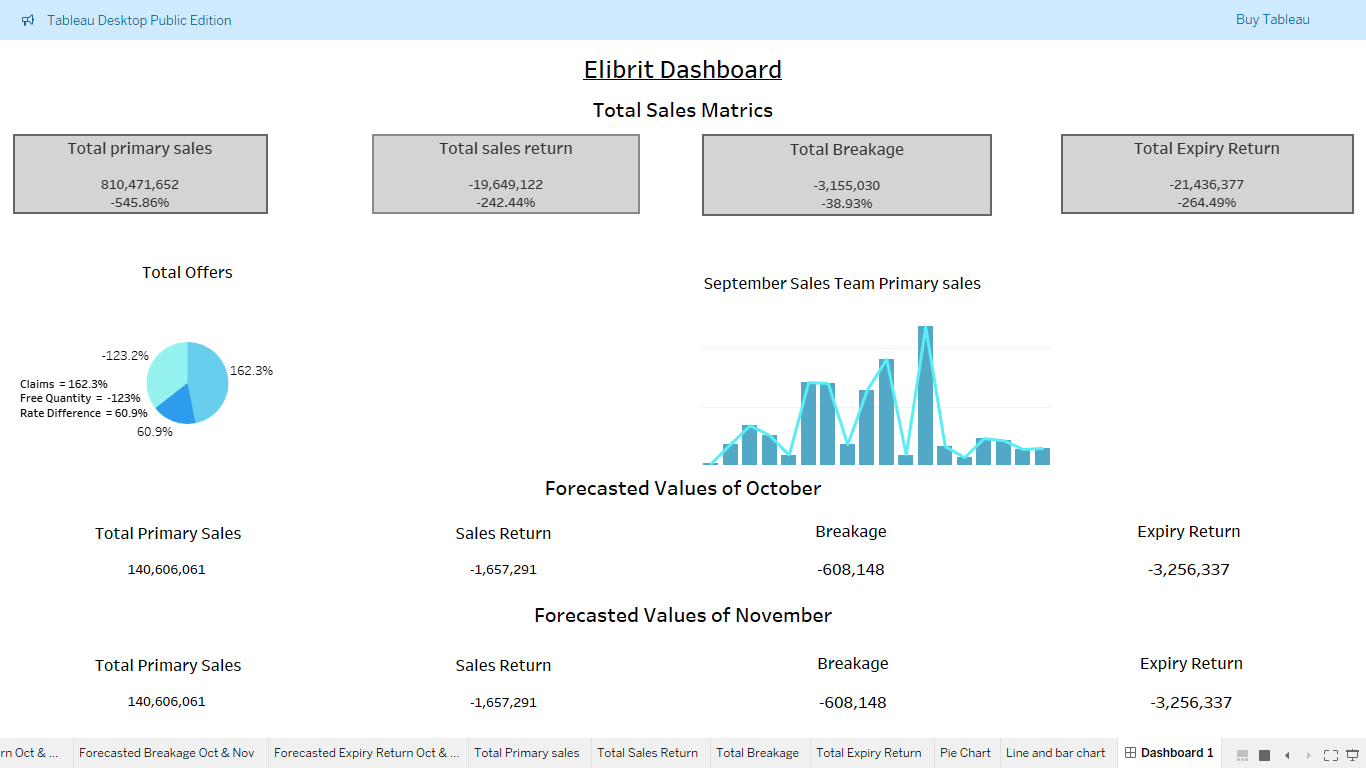 Tableau Desktop Public Edition
Buy Tableau
Elibrit Dashboard
Total Sales Matrics
Total primary sales
810,471,652
-545.86%
Total sales return
-19,649,122
-242.44%
Total Breakage
-3,155,030
-38.93%
Total Expiry Return
-21,436,377
-264.49%
Total Offers
-123.2%
162.3%
Claims = 162.3%
Free Quantity = -123%
Rate Difference = 60.9%
60.9%
September Sales Team Primary sales
Forecasted Values of October
Total Primary Sales
140,606,061
Sales Return
-1,657,291
Breakage
-608,148
Expiry Return
-3,256,337
Forecasted Values of November
Total Primary Sales
140,606,061
Sales Return
-1,657,291
Breakage
-608,148
Expiry Return
-3,256,337
rn Oct & ...
Forecasted Breakage Oct & Nov
Forecasted Expiry Return Oct & ...
Total Primary sales
Total Sales Return
Total Breakage
Total Expiry Return
Pie Chart
Line and bar chart
Dashboard 1